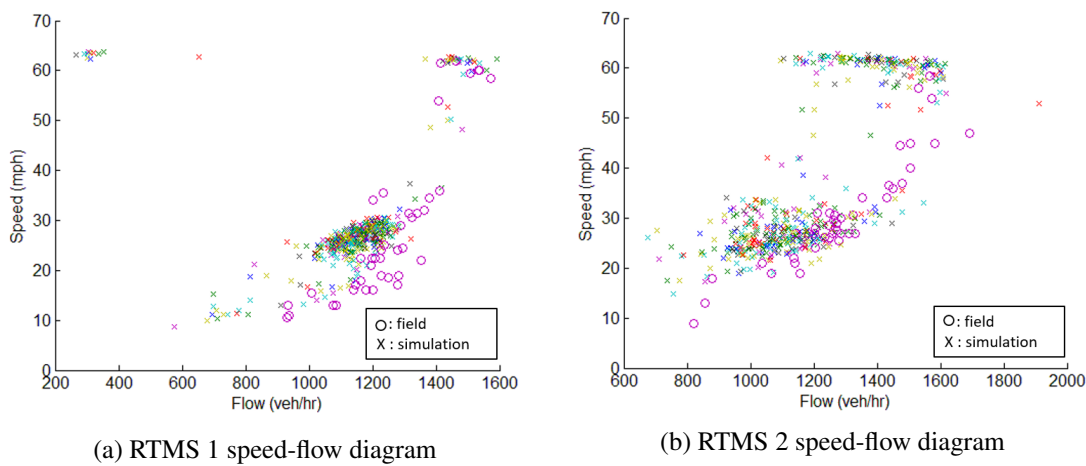 70
60
50
40
30
20
10
0
Speed (mph)
200 400 600 800 1000 1200 1400 1600
Flow (veh/hr)
O: field
X : simulation
(a) RTMS 1 speed-flow diagram
70
60
50
40
30
20
10
0
Speed (mph)
600 800 1000 1200 1400 1600 1800 2000
Flow (veh/hr)
O: field
X : simulation
(b) RTMS 2 speed-flow diagram